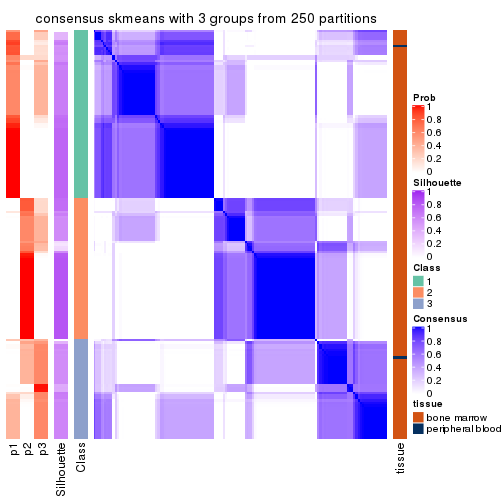 consensus skmeans with 3 groups from 250 partitions
Prob
1
0.8
0.6
0.4
0.2
0
Silhouette
1
0.8
0.6
0.4
0.2
0
Class
1
2
3
Consensus
1
0.8
0.6
0.4
0.2
0
tissue
bone marrow
peripheral blood
p1
p2
p3
Silhouette
Class
tissue